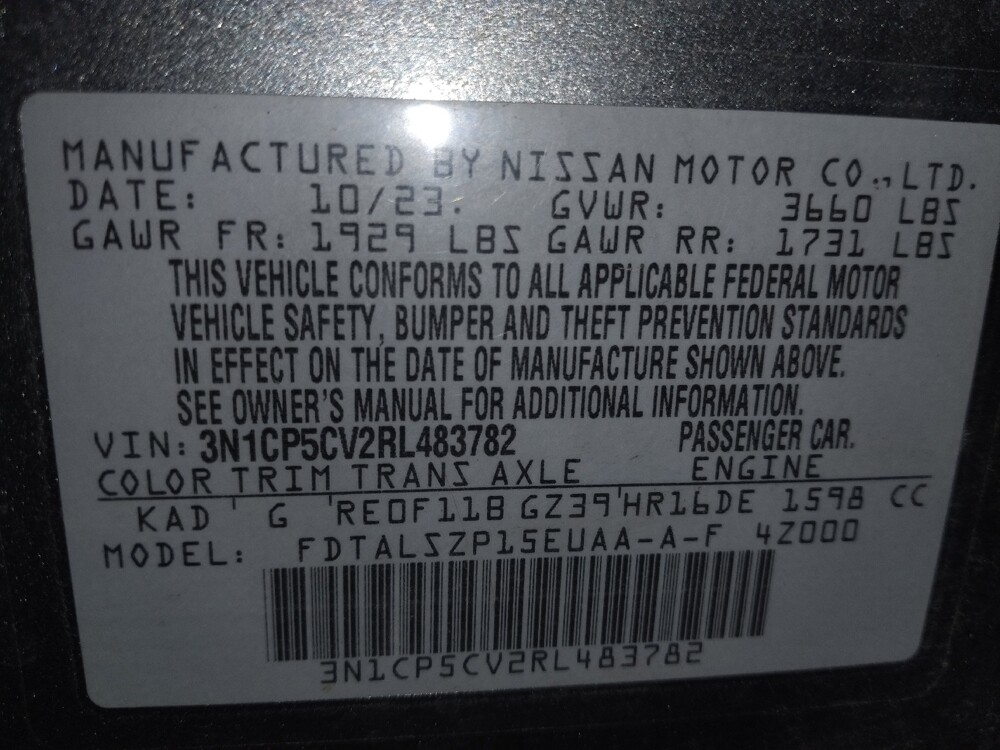 MANUFACTURED BY NISSAN MOTOR CO., LTD.
DATE: 10/23. GVWR: 3660 LBS
GAWR FR: 1929 LBS GAWR RR: 1731 LBS
THIS VEHICLE CONFORMS TO ALL APPLICABLE FEDERAL MOTOR
VEHICLE SAFETY, BUMPER AND THEFT PREVENTION STANDARDS
IN EFFECT ON THE DATE OF MANUFACTURE SHOWN ABOVE.
SEE OWNER'S MANUAL FOR ADDITIONAL INFORMATION.
VIN: 3N1CP5CV2RL483782 PASSENGER CAR.
COLOR TRIM TRANS AXLE ENGINE
KAD ' G 'RE0F11B GZ39'HR16DE 1598 CC
MODEL: FDTALSZP15EUAA-A-F 4Z000
3N1CP5CV2RL483782